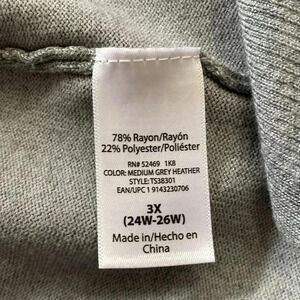 78% Rayon/Rayón
22% Polyester/Poliéster
RN# 52469 1K8
COLOR: MEDIUM GREY HEATHER
STYLE: TS38301
EAN/UPC 1 9143230706
3X
(24W-26W)
Made in/Hecho en
China